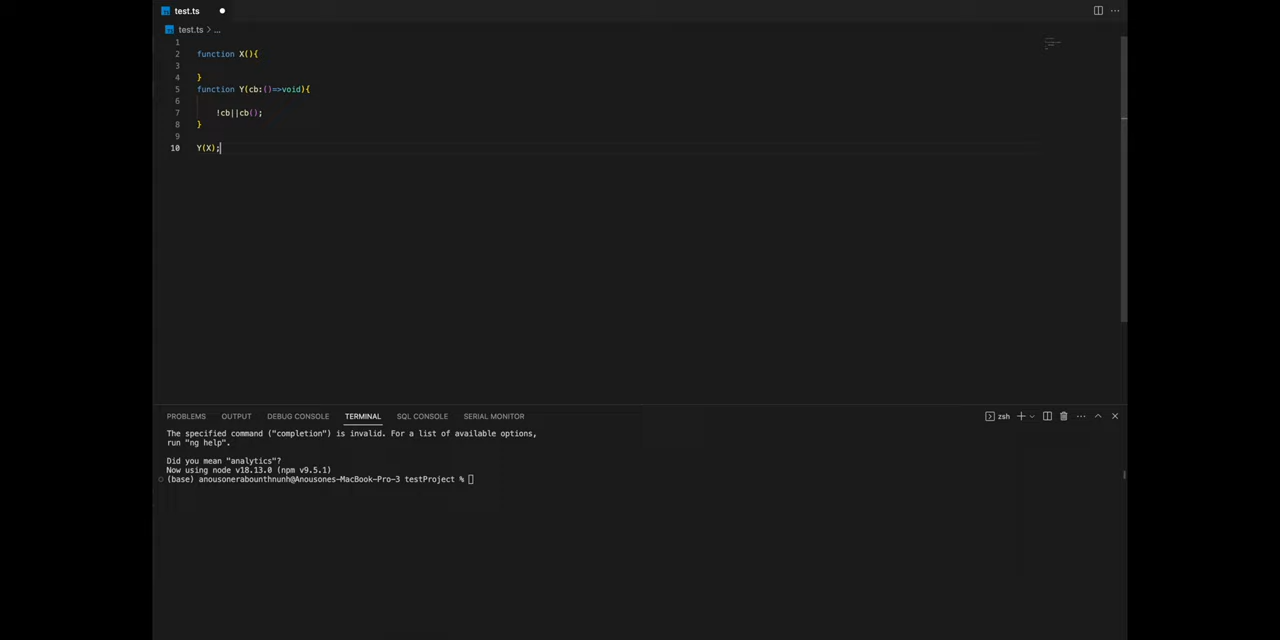 test.ts
test.ts > ...
1
2 function X(){
3
4 }
5 function Y(cb:()=>void){
6
7 !cb||cb();
8 }
9
10 Y(X);
PROBLEMS OUTPUT DEBUG CONSOLE TERMINAL SQL CONSOLE SERIAL MONITOR zsh
The specified command ("completion") is invalid. For a list of available options,
run "ng help".
Did you mean "analytics"?
Now using node v18.13.0 (npm v9.5.1)
(base) anousonerabounthnunh@Anousones-MacBook-Pro-3 testProject %